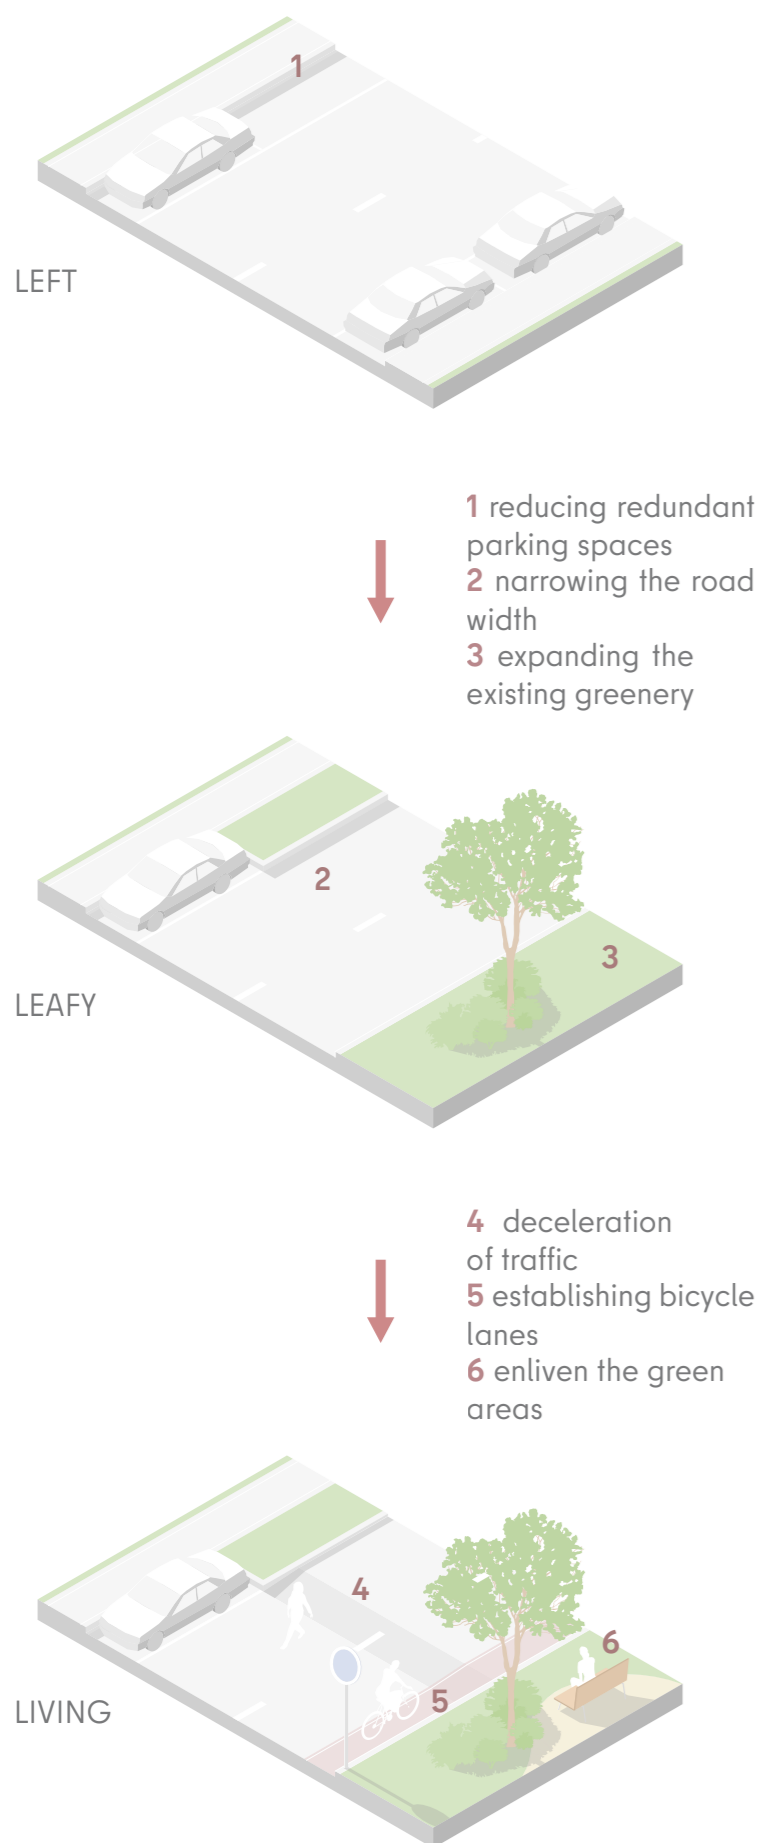 1
LEFT
1 reducing redundant
parking spaces
2 narrowing the road
width
3 expanding the
existing greenery
2
3
LEAFY
4 deceleration
of traffic
5 establishing bicycle
lanes
6 enliven the green
areas
4
6
5
LIVING